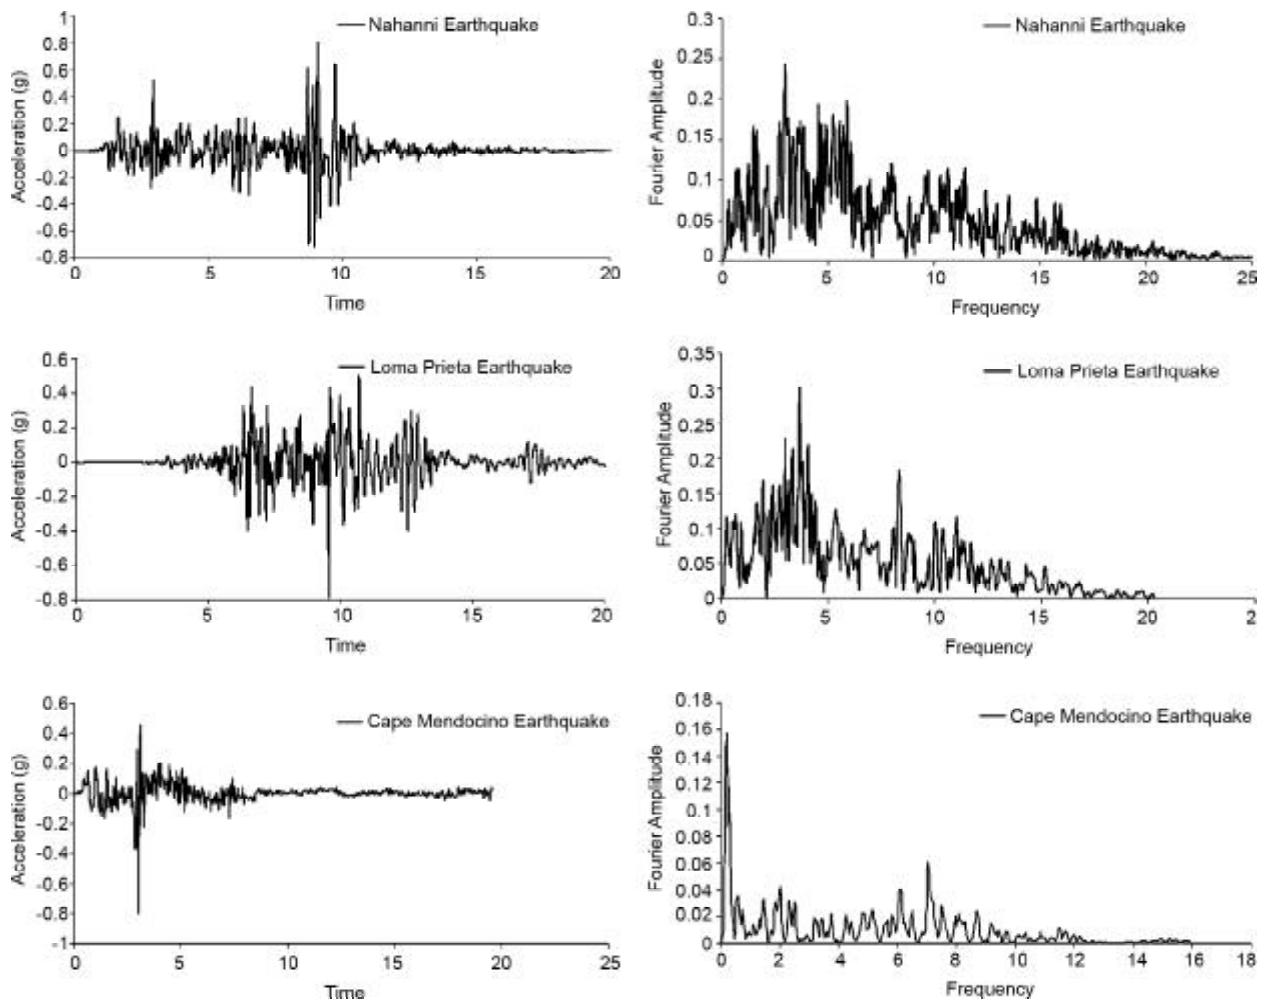 Nahanni Earthquake
Acceleration (g)
1
0.8
0.6
0.4
0.2
0
-0.2
-0.4
-0.6
-0.8
0 5 10 15 20
Time
Nahanni Earthquake
Fourier Amplitude
0.3
0.25
0.2
0.15
0.1
0.05
0
0 5 10 15 20 25
Frequency
Loma Prieta Earthquake
Acceleration (g)
0.6
0.4
0.2
0
-0.2
-0.4
-0.6
-0.8
0 5 10 15 20
Time
Loma Prieta Earthquake
Fourier Amplitude
0.35
0.3
0.25
0.2
0.15
0.1
0.05
0
0 5 10 15 20 2
Frequency
Cape Mendocino Earthquake
Acceleration (g)
0.6
0.4
0.2
0
-0.2
-0.4
-0.6
-0.8
-1
0 5 10 15 20 25
Time
Cape Mendocino Earthquake
Fourier Amplitude
0.18
0.16
0.14
0.12
0.1
0.08
0.06
0.04
0.02
0
0 2 4 6 8 10 12 14 16 18
Frequency